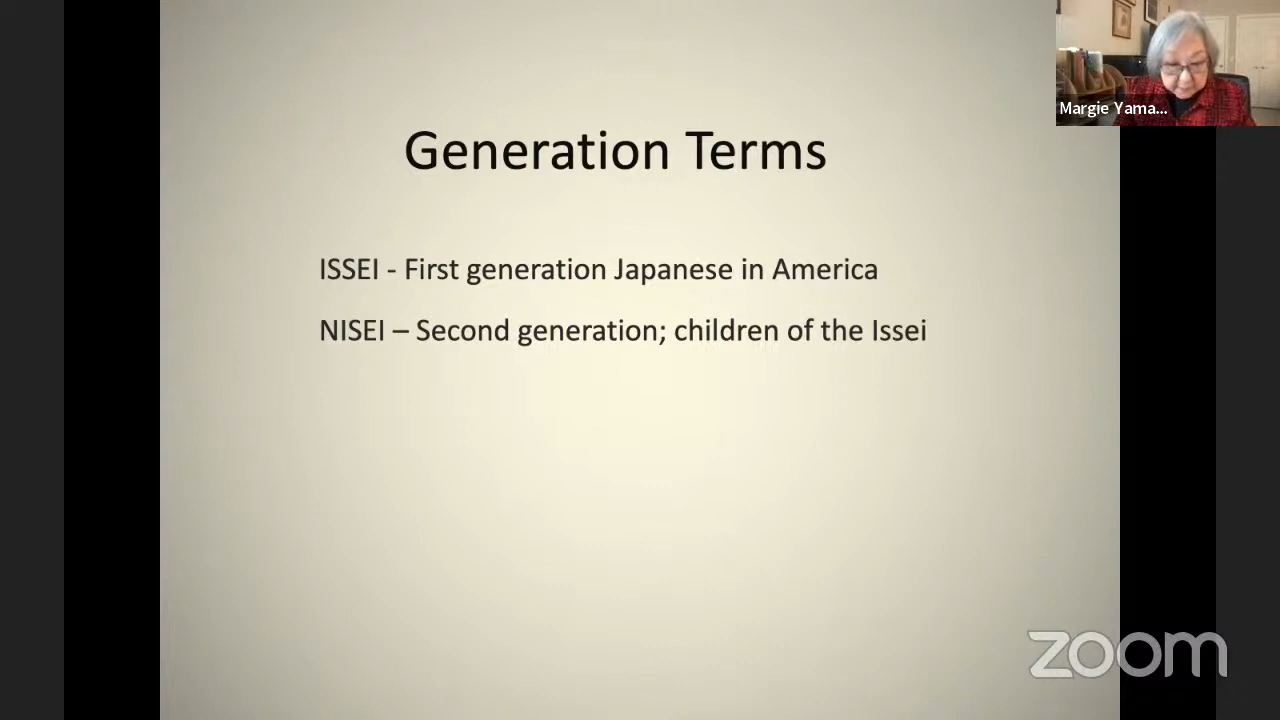 Margie Yama...
Generation Terms
ISSEI - First generation Japanese in America
NISEI – Second generation; children of the Issei
zoom